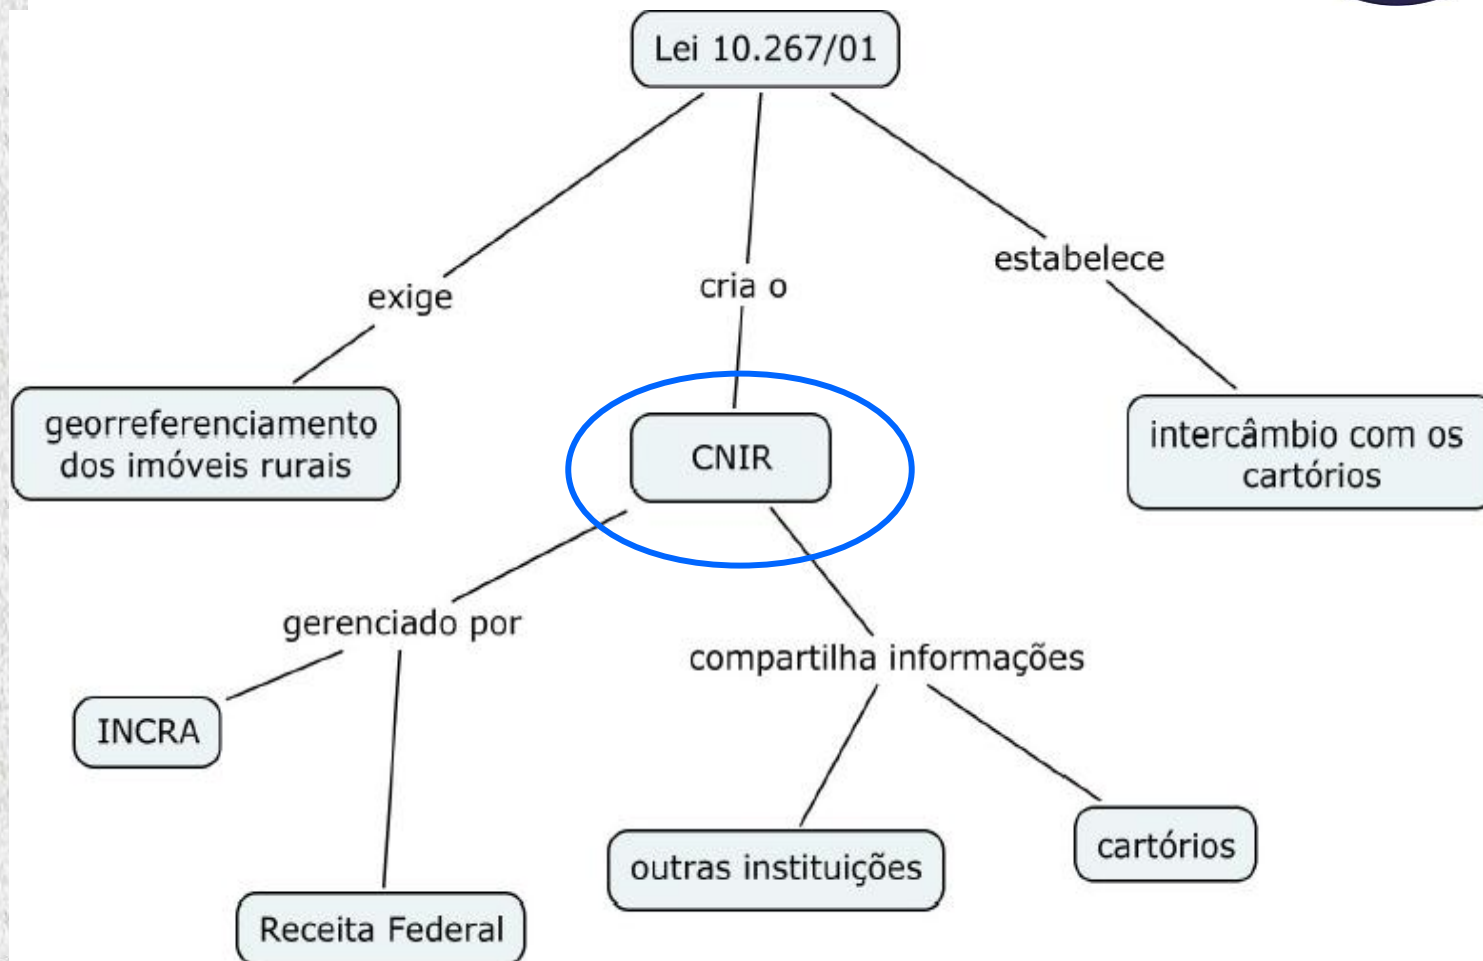 Lei 10.267/01
estabelece
cria o
exige
georreferenciamento
dos imóveis rurais
CNIR
intercâmbio com os
cartórios
gerenciado por
compartilha informações
INCRA
cartórios
outras instituições
Receita Federal